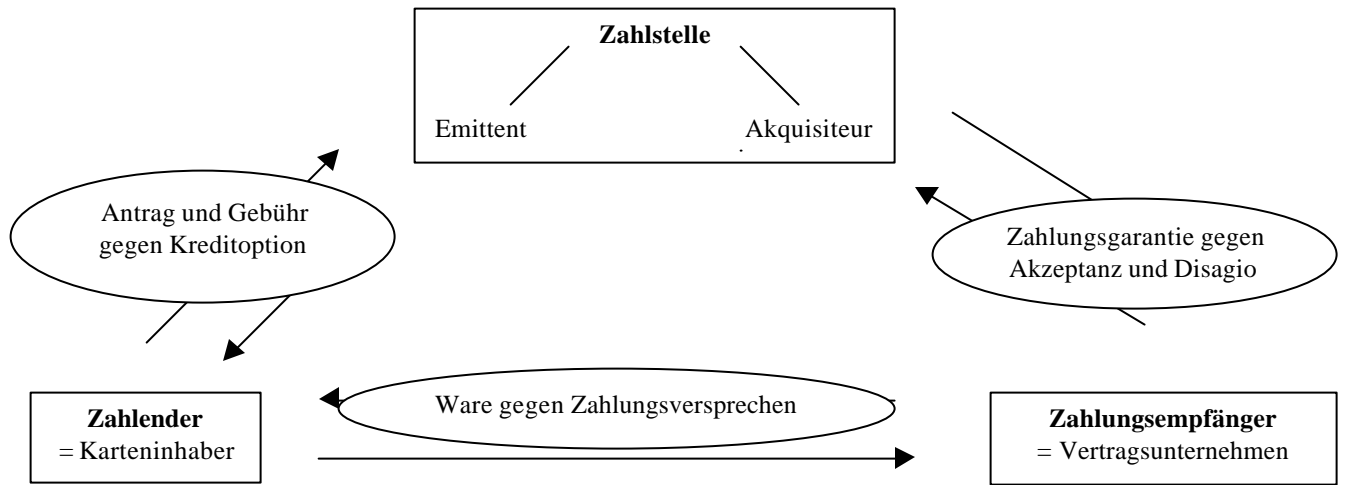 Zahlstelle
Emittent
Akquisiteur
Antrag und Gebühr
gegen Kreditoption
Zahlungsgarantie gegen
Akzeptanz und Disagio
Ware gegen Zahlungsversprechen
Zahlender
= Karteninhaber
Zahlungsempfänger
= Vertragsunternehmen